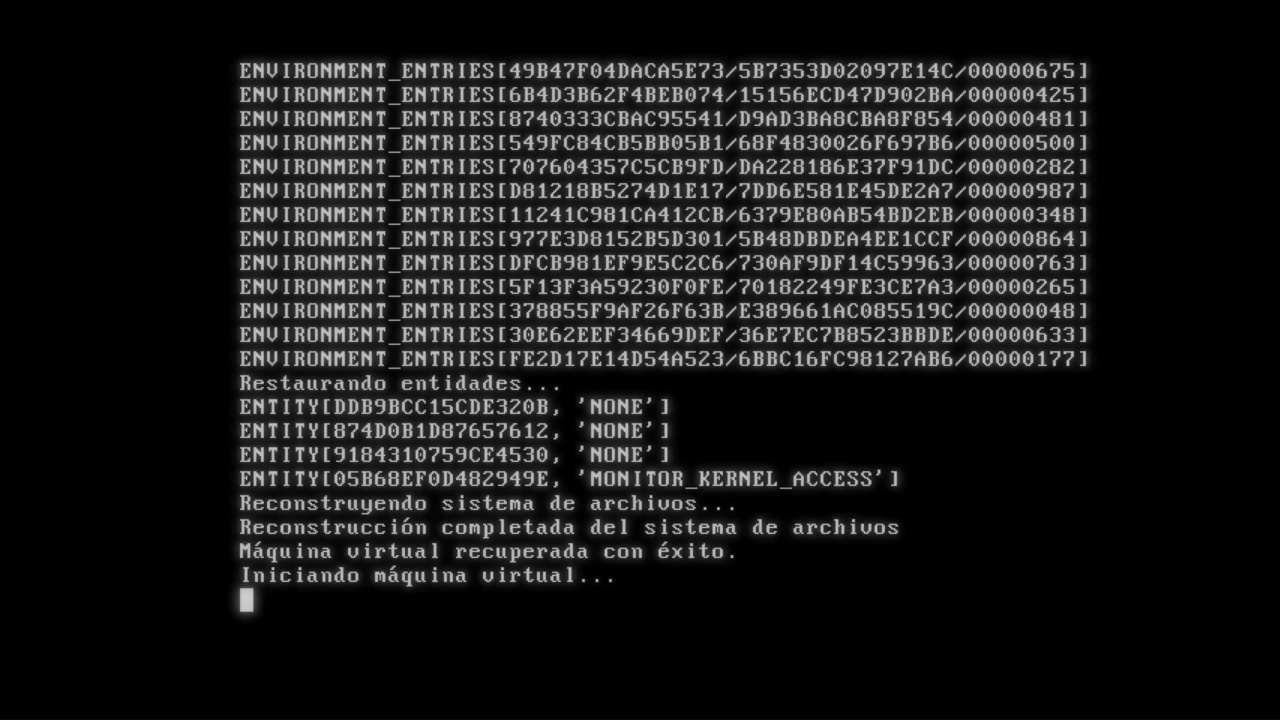 ENVIRONMENT_ENTRIES[49B47F04DACA5E73/5B7353D02097E14C/00000675]
ENVIRONMENT_ENTRIES[6B4D3B62F4BEB074/15156ECD47D902BA/00000425]
ENVIRONMENT_ENTRIES[8740333CBAC95541/D9AD3BA8CBA8F854/00000481]
ENVIRONMENT_ENTRIES[549FC84CB5BB05B1/68F4830026F697B6/00000500]
ENVIRONMENT_ENTRIES[707604357C5CB9FD/DA228186E37F91DC/00000282]
ENVIRONMENT_ENTRIES[D81218B5274D1E17/7DD6E581E45DE2A7/00000987]
ENVIRONMENT_ENTRIES[11241C981CA412CB/6379E80AB54BD2EB/00000348]
ENVIRONMENT_ENTRIES[977E3D8152B5D301/5B48DBDEA4EE1CCF/00000864]
ENVIRONMENT_ENTRIES[DFCB981EF9E5C2C6/730AF9DF14C59963/00000763]
ENVIRONMENT_ENTRIES[5F13F3A59230F0FE/70182249FE3CE7A3/00000265]
ENVIRONMENT_ENTRIES[378855F9AF26F63B/E389661AC085519C/00000048]
ENVIRONMENT_ENTRIES[30E62EEF34669DEF/36E7EC7B8523BBDE/00000633]
ENVIRONMENT_ENTRIES[FE2D17E14D54A523/6BBC16FC98127AB6/00000177]
Restaurando entidades...
ENTITY[DDB9BCC15CDE320B, 'NONE']
ENTITY[874D0B1D87657612, 'NONE']
ENTITY[9184310759CE4530, 'NONE']
ENTITY[05B68EF0D482949E, 'MONITOR_KERNEL_ACCESS']
Reconstruyendo sistema de archivos...
Reconstrucción completada del sistema de archivos
Máquina virtual recuperada con éxito.
Iniciando máquina virtual...